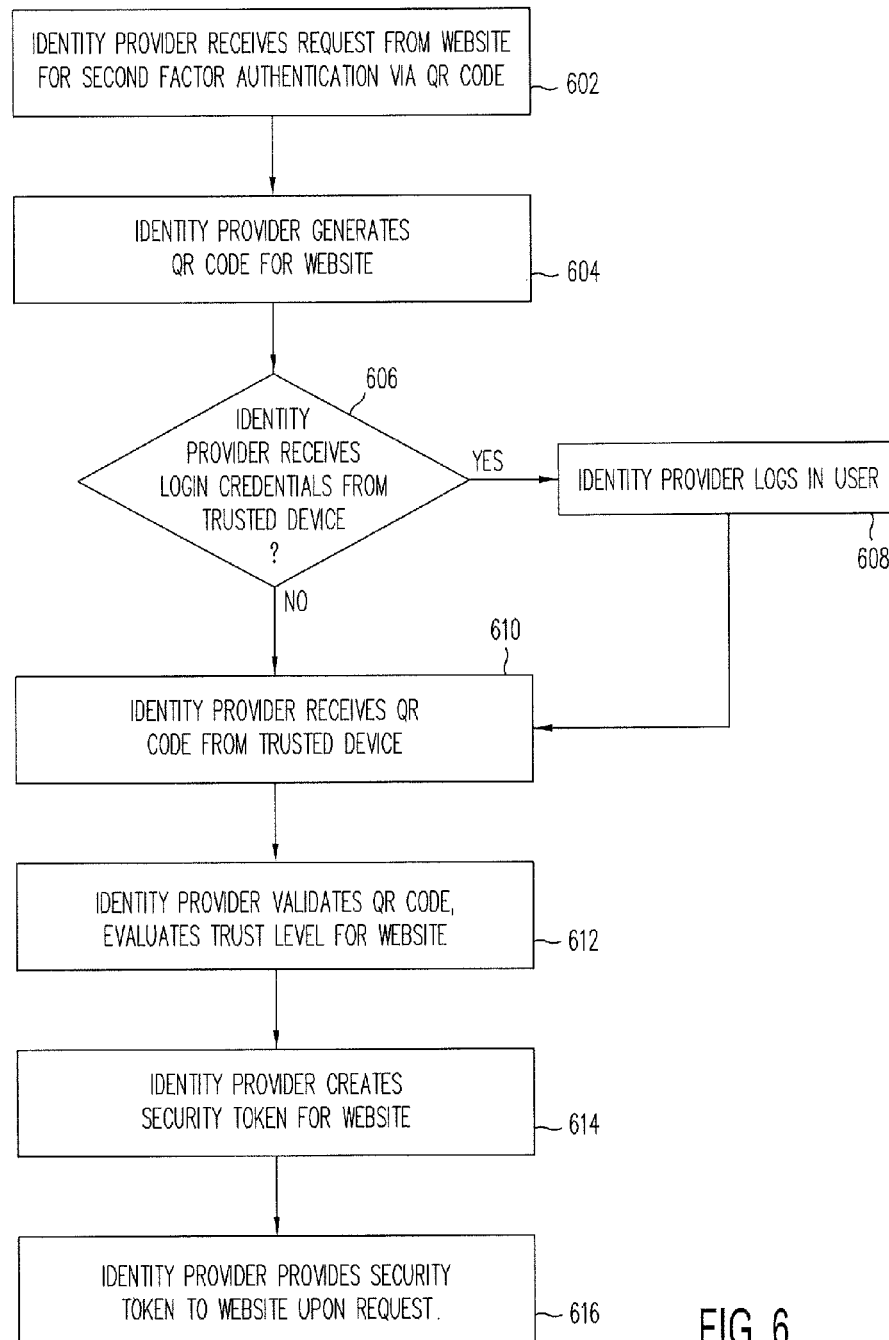 IDENTITY PROVIDER RECEIVES REQUEST FROM WEBSITE
FOR SECOND FACTOR AUTHENTICATION VIA QR CODE
602
IDENTITY PROVIDER GENERATES
QR CODE FOR WEBSITE
604
606
IDENTITY
PROVIDER RECEIVES
LOGIN CREDENTIALS FROM
TRUSTED DEVICE
?
YES
IDENTITY PROVIDER LOGS IN USER
608
NO
610
IDENTITY PROVIDER RECEIVES QR
CODE FROM TRUSTED DEVICE
IDENTITY PROVIDER VALIDATES QR CODE,
EVALUATES TRUST LEVEL FOR WEBSITE
612
IDENTITY PROVIDER CREATES
SECURITY TOKEN FOR WEBSITE
614
IDENTITY PROVIDER PROVIDES SECURITY
TOKEN TO WEBSITE UPON REQUEST.
616
FIG. 6